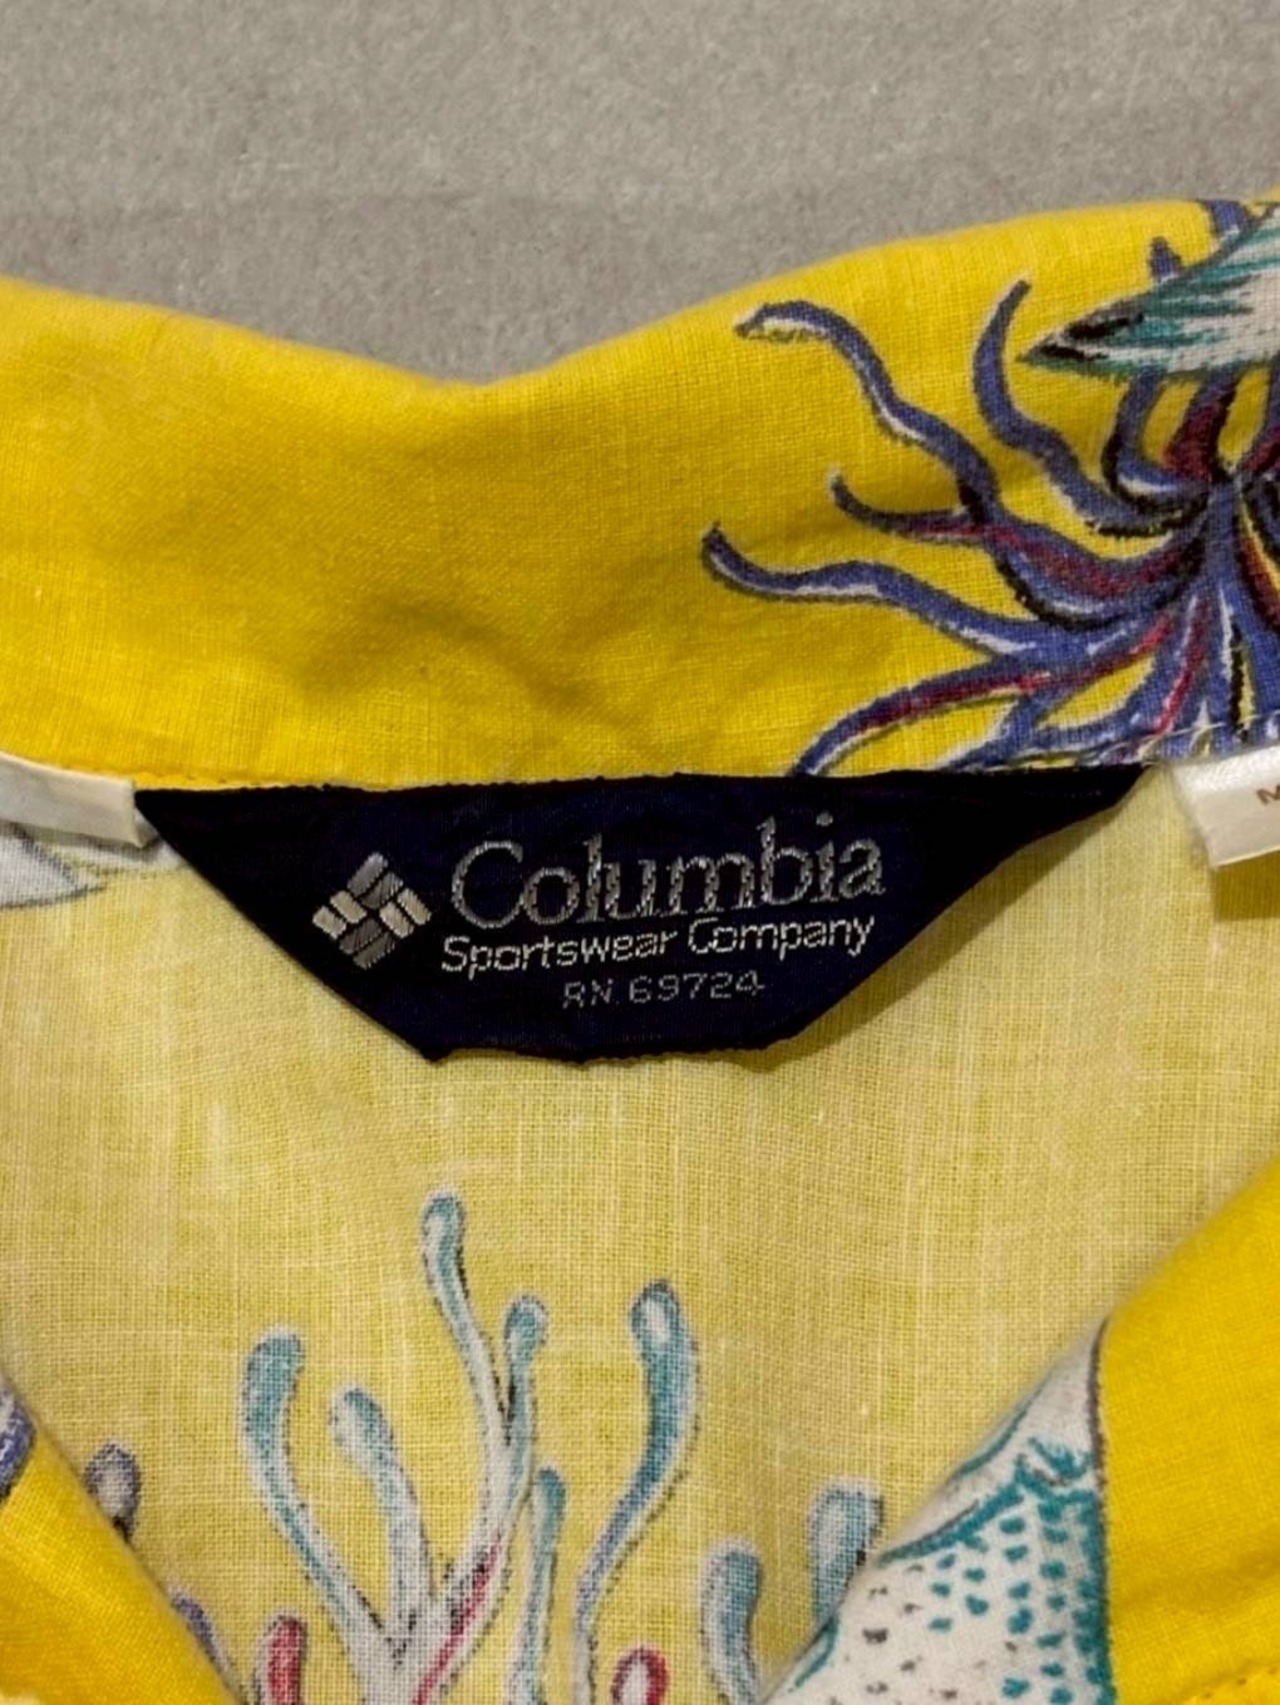 Columbia
Sportswear Company
RN 69724
M